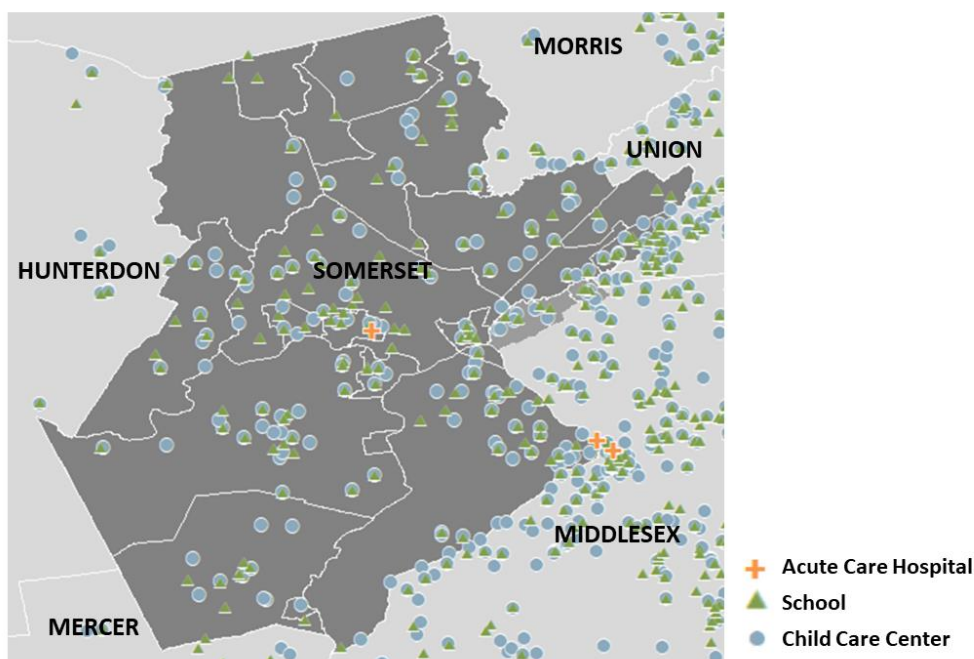 MORRIS
UNION
HUNTERDON
SOMERSET
MIDDLESEX
MERCER
Acute Care Hospital
School
Child Care Center